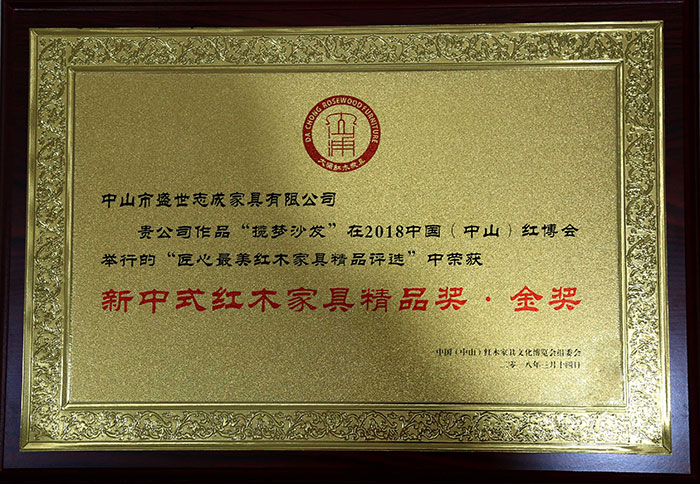 DA CHONG ROSEWOOD FURNITURE
大涌红木家具
中山市盛世志成家具有限公司
贵公司作品“揽梦沙发”在2018中国（中山）红博会
举行的“匠心最美红木家具精品评选”中荣获
新中式红木家具精品奖·金奖
中国（中山）红木家具文化博览会组委会
二零一八年三月十四日